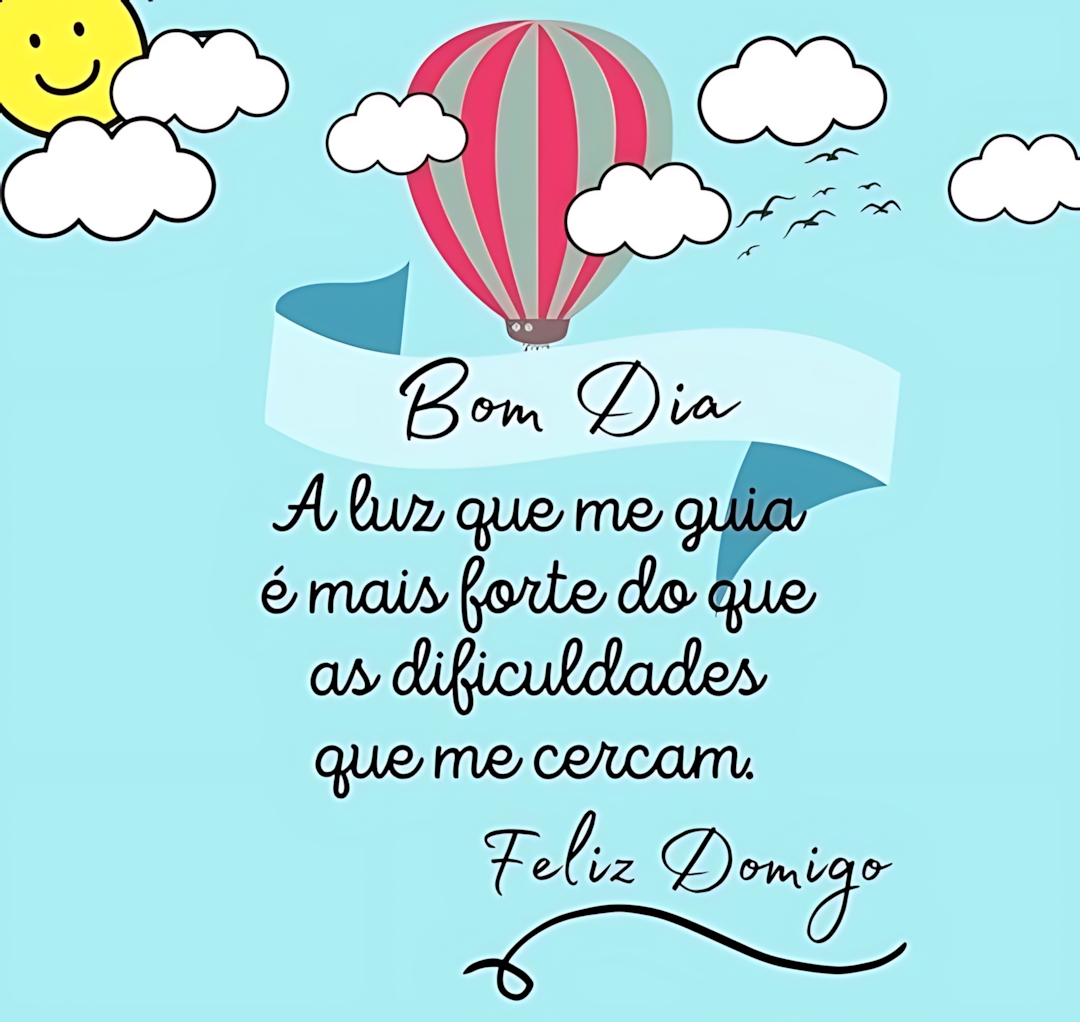 Bom Dia
A luz que me guia
é mais forte do que
as dificuldades
que me cercam.
Feliz Domigo